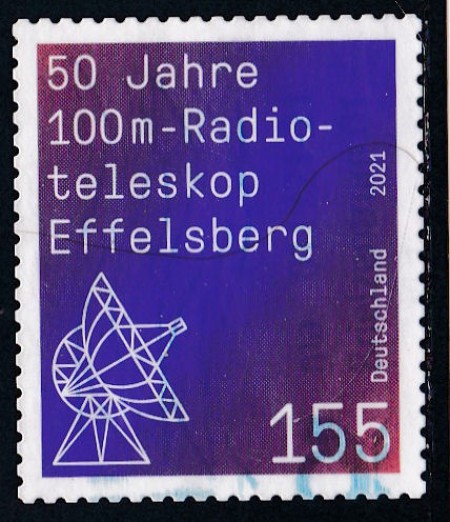 50 Jahre
100m-Radio-
teleskop
Effelsberg
Deutschland 2021
155